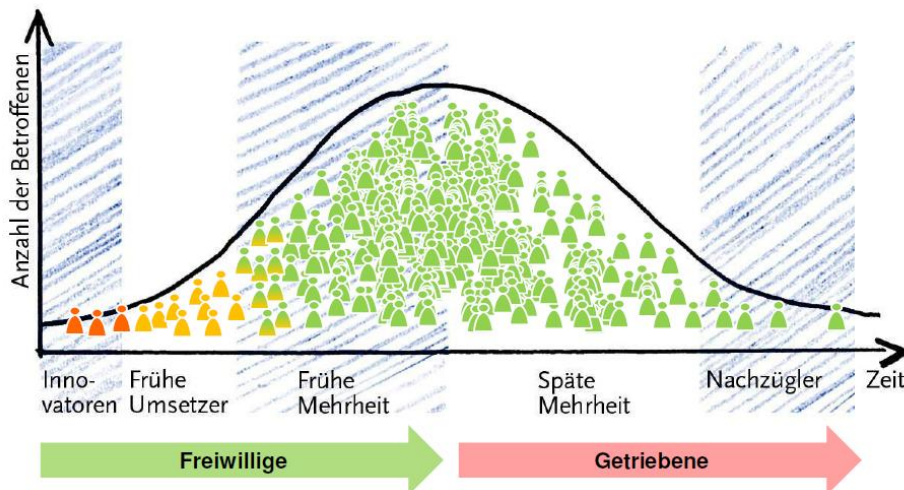 Anzahl der Betroffenen
Inno-
vatoren
Frühe
Umsetzer
Frühe
Mehrheit
Späte
Mehrheit
Nachzügler
Zeit
Freiwillige
Getriebene